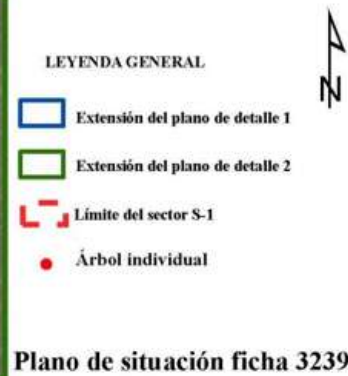 N
LEYENDA GENERAL
Extensión del plano de detalle 1
Extensión del plano de detalle 2
Límite del sector S-1
Árbol individual
Plano de situación ficha 3239